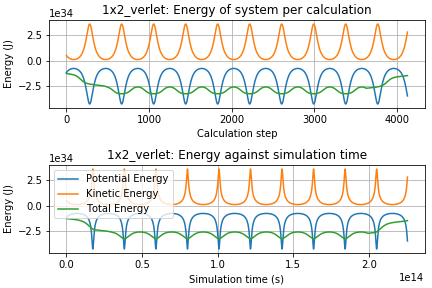 1x2_verlet: Energy of system per calculation
1e34
Energy (J)
2.5
0.0
−2.5
0
1000
2000
3000
4000
Calculation step
1x2_verlet: Energy against simulation time
1e34
Energy (J)
2.5
0.0
−2.5
Potential Energy
Kinetic Energy
Total Energy
0.0
0.5
1.0
1.5
2.0
1e14
Simulation time (s)